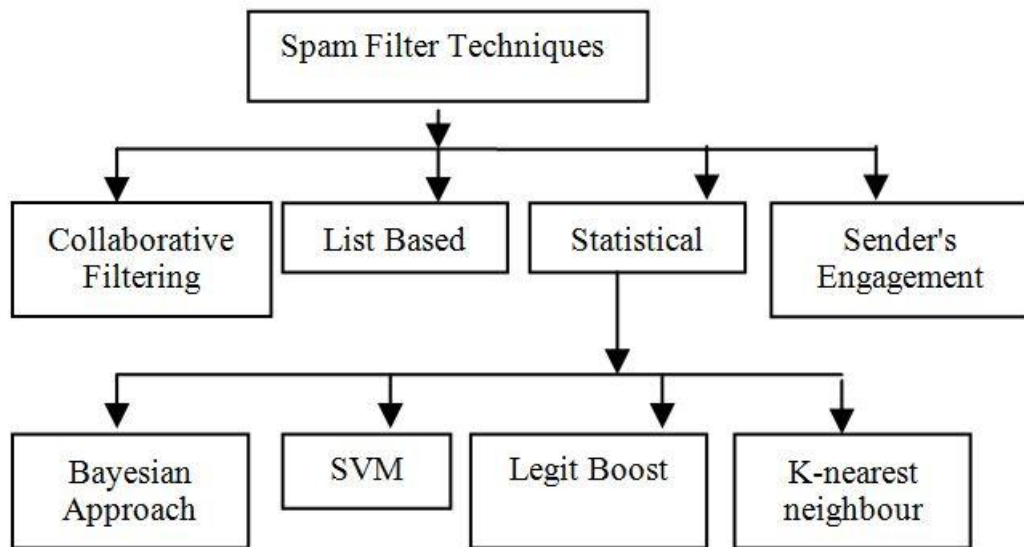 Spam Filter Techniques
Collaborative
Filtering
List Based
Statistical
Sender's
Engagement
Bayesian
Approach
SVM
Legit Boost
K-nearest
neighbour